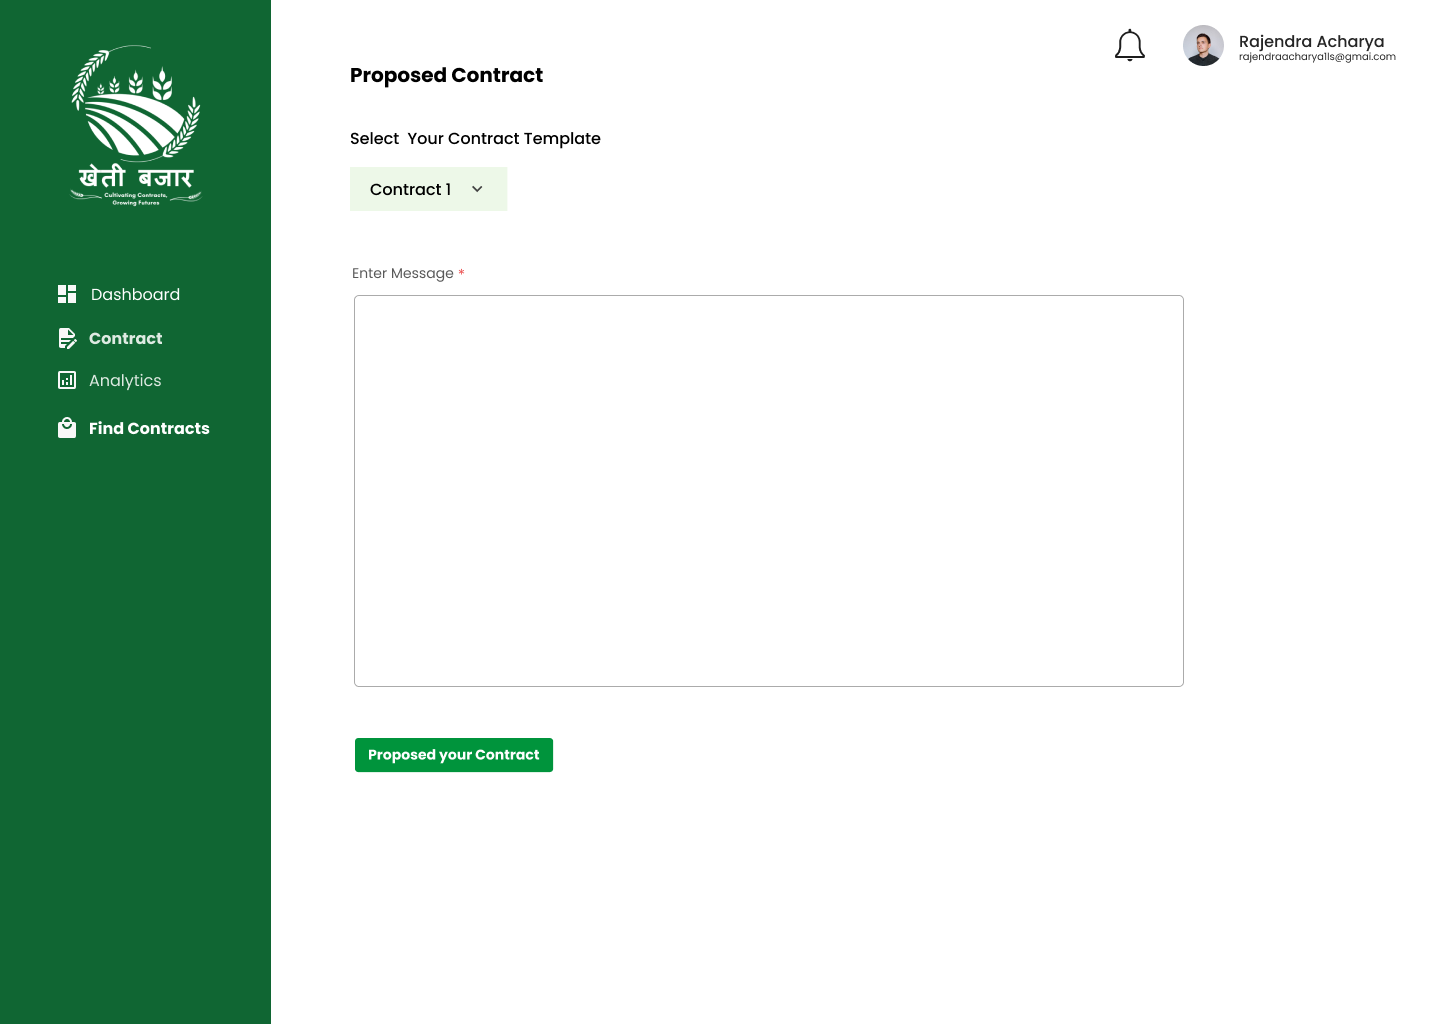 खेती बजार
Cultivating Contracts,
Growing Futures
Dashboard
Contract
Analytics
Find Contracts
Rajendra Acharya
rajendraacharya11s@gmai.com
Proposed Contract
Select Your Contract Template
Contract 1
Enter Message *
Proposed your Contract